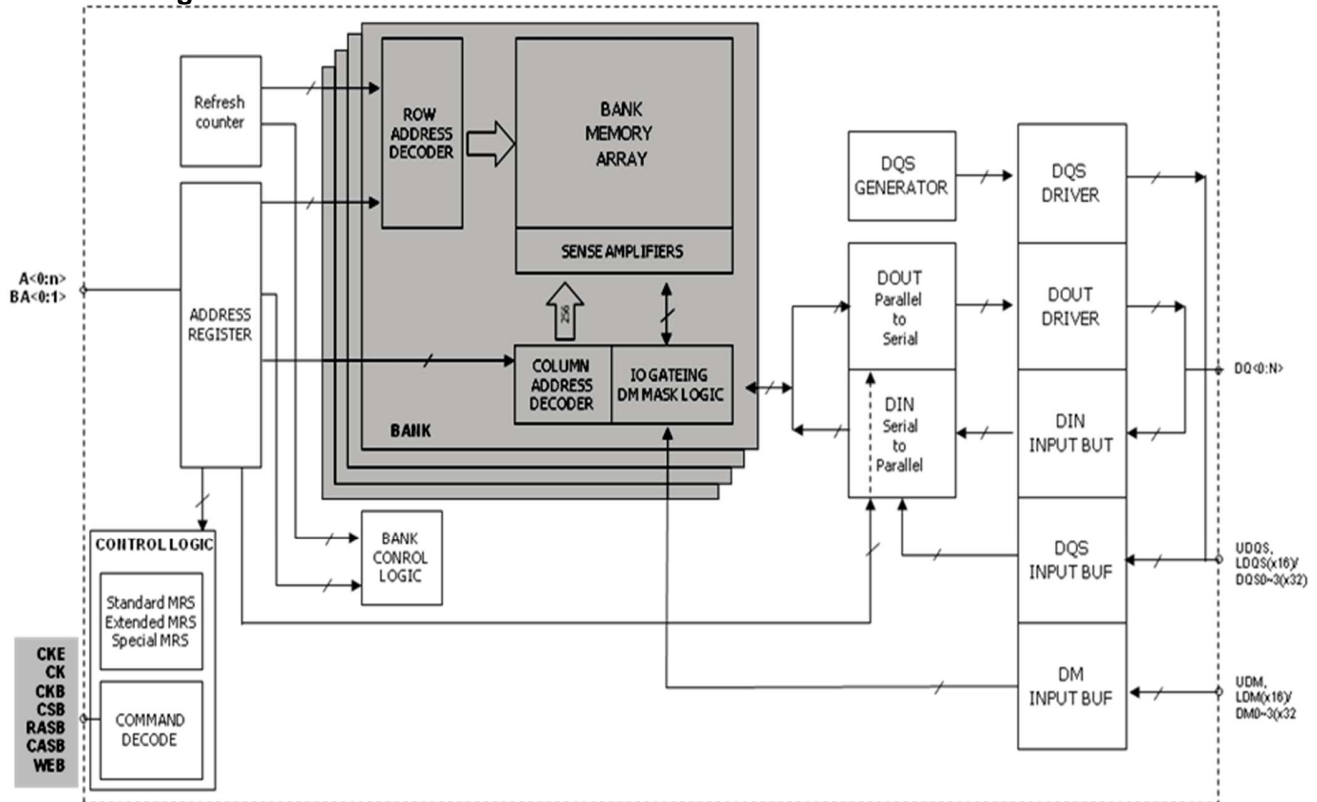 Refresh
counter
ROW
ADDRESS
DECODER
BANK
MEMORY
ARRAY
SENSE AMPLIFIERS
DQS
GENERATOR
DQS
DRIVER
A<0:n>
BA<0:1>
ADDRESS
REGISTER
256
DOUT
Parallel
to
Serial
DOUT
DRIVER
COLUMN
ADDRESS
DECODER
IO GATEING
DM MASK LOGIC
BANK
DQ<0:N>
DIN
Serial
to
Parallel
DIN
INPUT BUT
CONTROL LOGIC
BANK
CONROL
LOGIC
DQS
INPUT BUF
UDQS,
LDQS(x16)/
DQS0~3(x32)
Standard MRS
Extended MRS
Special MRS
CKE
CK
CKB
CSB
RASB
CASB
WEB
COMMAND
DECODE
DM
INPUT BUF
UDM,
LDM(x16)/
DM0~3(x32